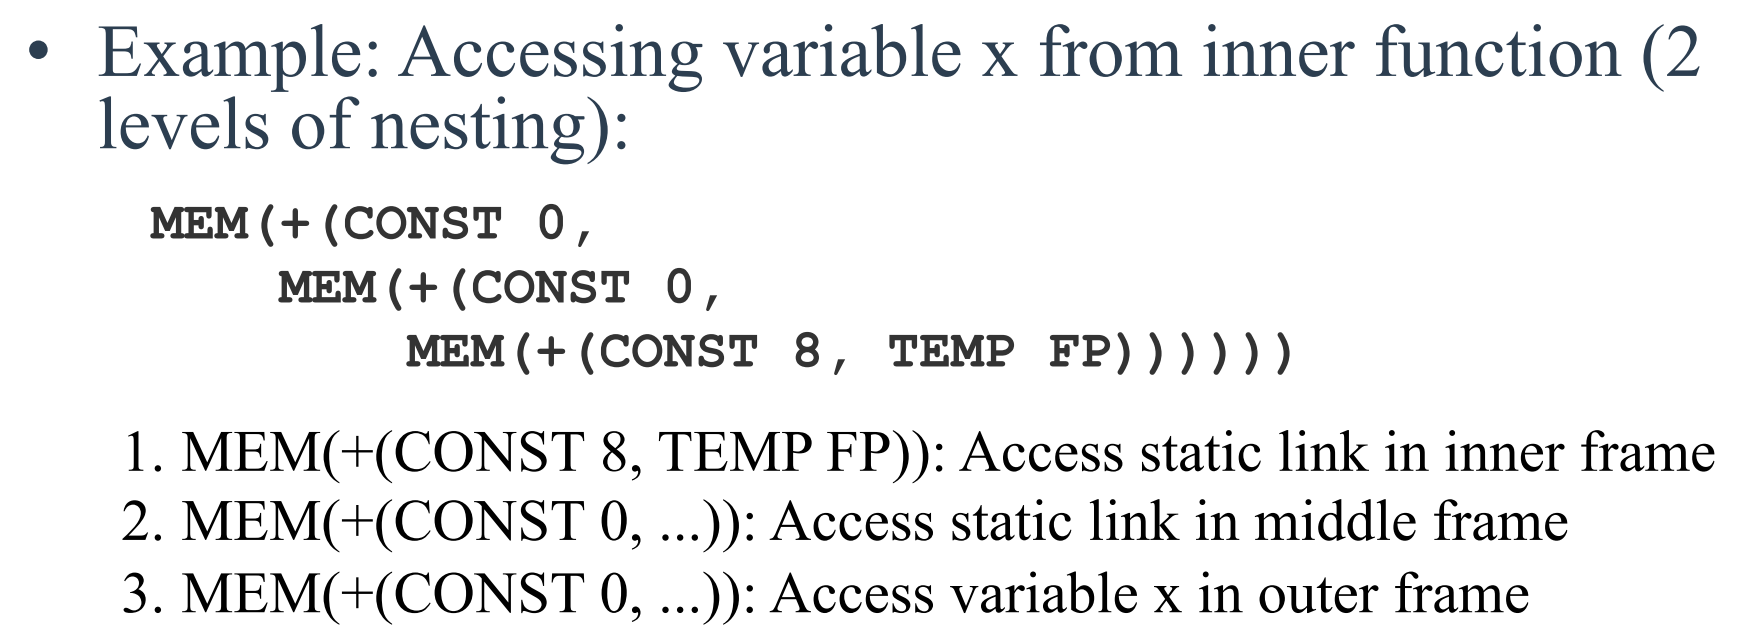 • Example: Accessing variable x from inner function (2
levels of nesting):
MEM(+(CONST 0,
MEM(+(CONST 0,
MEM(+(CONST 8, TEMP FP))))))
1. MEM(+(CONST 8, TEMP FP)): Access static link in inner frame
2. MEM(+(CONST 0, ...)): Access static link in middle frame
3. MEM(+(CONST 0, ...)): Access variable x in outer frame